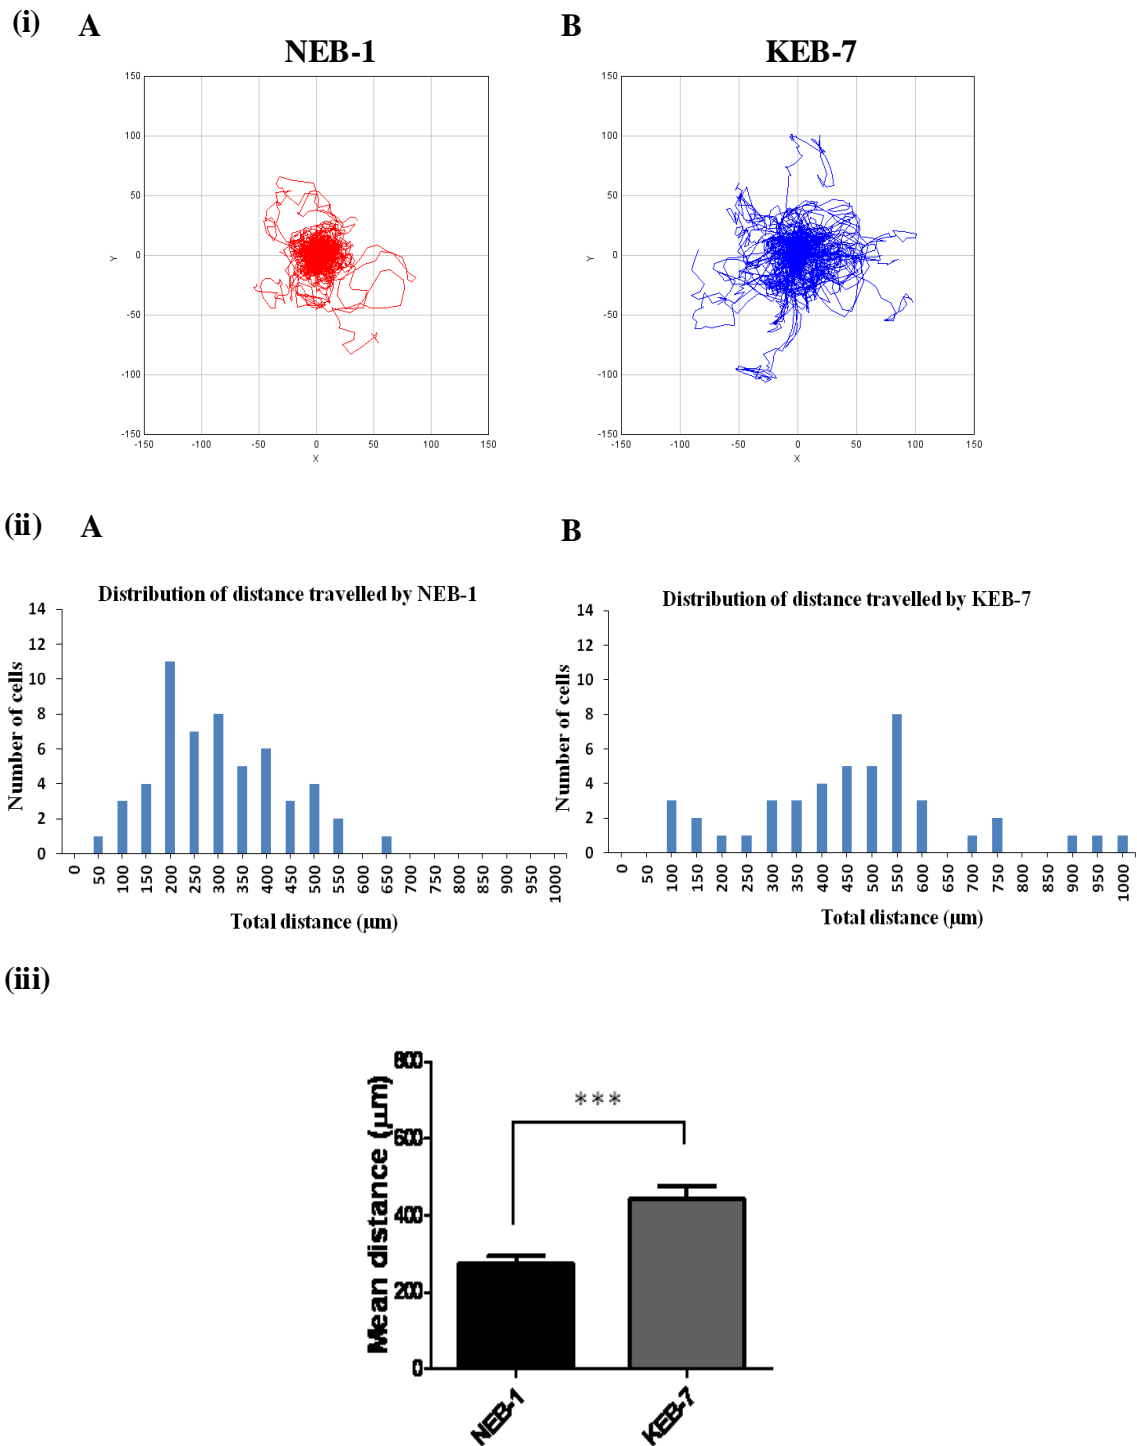 (i) A B
NEB-1 KEB-7
150 100 50 0 -50 -100 -150
Y
-150 -100 -50 0 50 100 150
X
150 100 50 0 -50 -100 -150
Y
-150 -100 -50 0 50 100 150
X
(ii) A B
Distribution of distance travelled by NEB-1
14 12 10 8 6 4 2 0
Number of cells
0 50 100 150 200 250 300 350 400 450 500 550 600 650 700 750 800 850 900 950 1000
Total distance (µm)
Distribution of distance travelled by KEB-7
14 12 10 8 6 4 2 0
Number of cells
0 50 100 150 200 250 300 350 400 450 500 550 600 700 750 800 900 950 1000
Total distance (µm)
(iii)
Mean distance (µm)
800 600 400 200 0
***
NEB-1 KEB-7